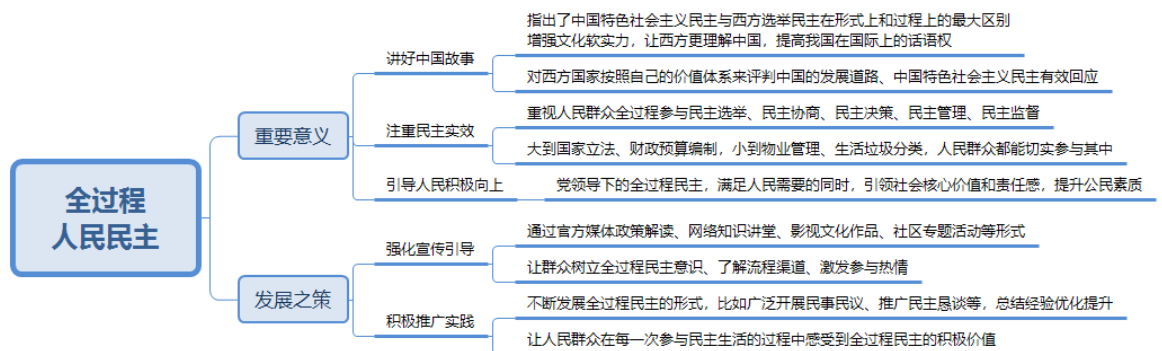 全过程
人民民主
重要意义
讲好中国故事
指出了中国特色社会主义民主与西方选举民主在形式上和过程上的最大区别
增强文化软实力，让西方更理解中国，提高我国在国际上的话语权
对西方国家按照自己的价值体系来评判中国的发展道路、中国特色社会主义民主有效回应
注重民主实效
重视人民群众全过程参与民主选举、民主协商、民主决策、民主管理、民主监督
大到国家立法、财政预算编制，小到物业管理、生活垃圾分类，人民群众都能切实参与其中
引导人民积极向上
党领导下的全过程民主，满足人民需要的同时，引领社会核心价值和责任感，提升公民素质
发展之策
强化宣传引导
通过官方媒体政策解读、网络知识讲堂、影视文化作品、社区专题活动等形式
让群众树立全过程民主意识、了解流程渠道、激发参与热情
积极推广实践
不断发展全过程民主的形式，比如广泛开展民事民议、推广民主恳谈等，总结经验优化提升
让人民群众在每一次参与民主生活的过程中感受到全过程民主的积极价值